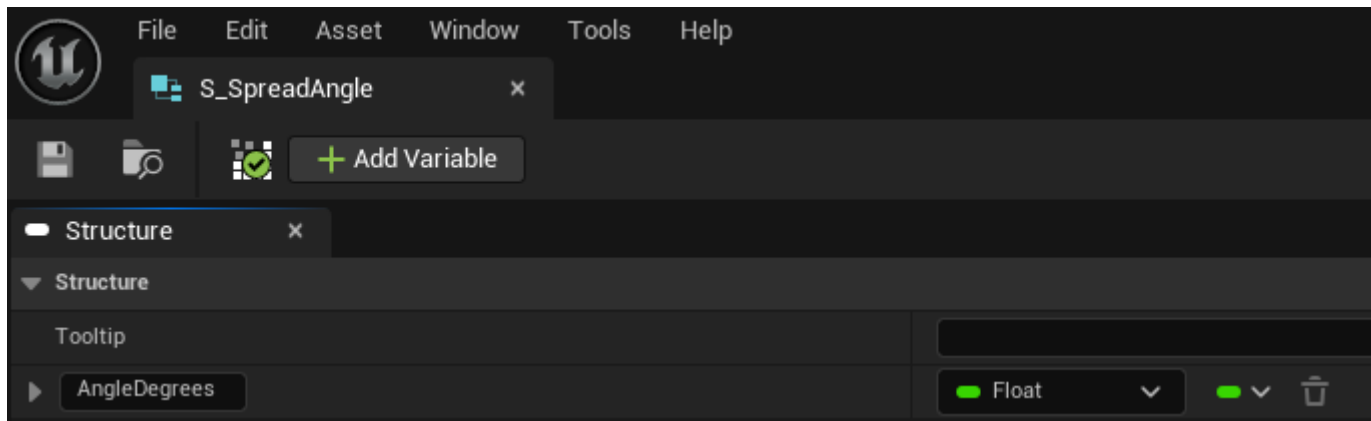 File Edit Asset Window Tools Help
S_SpreadAngle
Add Variable
Structure
Structure
Tooltip
AngleDegrees Float